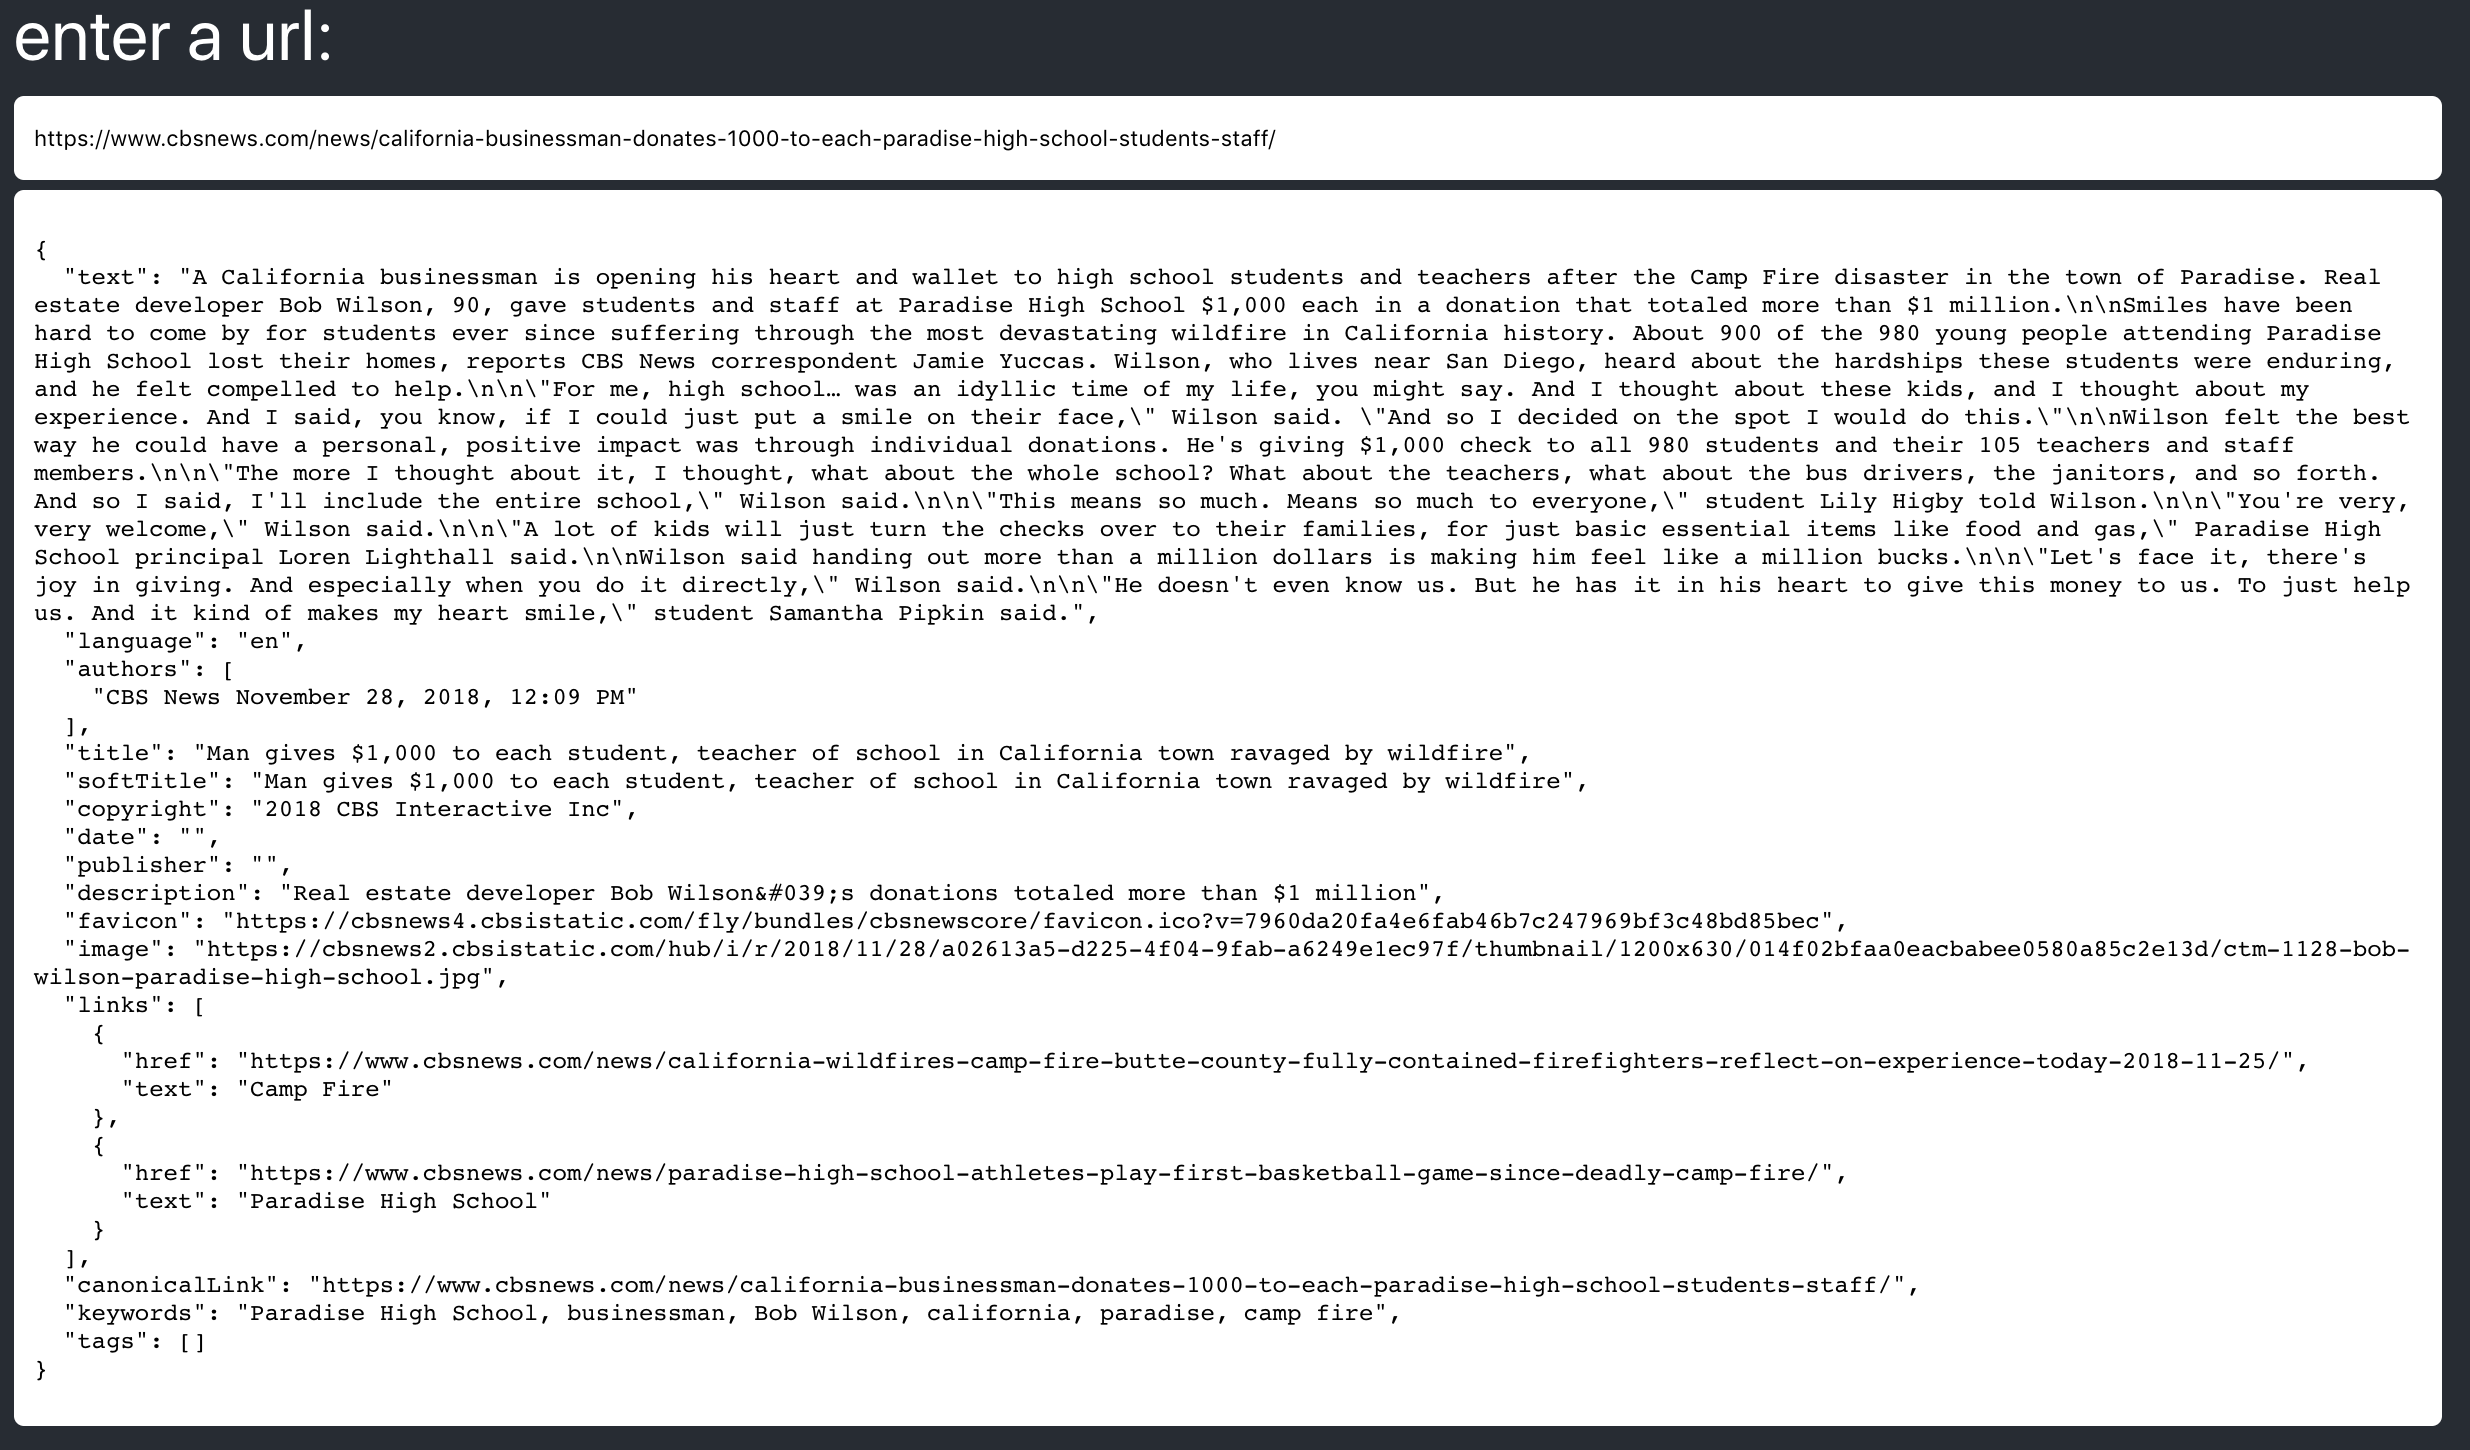 enter a url:
https://www.cbsnews.com/news/california-businessman-donates-1000-to-each-paradise-high-school-students-staff/
{
  "text": "A California businessman is opening his heart and wallet to high school students and teachers after the Camp Fire disaster in the town of Paradise. Real
estate developer Bob Wilson, 90, gave students and staff at Paradise High School $1,000 each in a donation that totaled more than $1 million.\n\nSmiles have been
hard to come by for students ever since suffering through the most devastating wildfire in California history. About 900 of the 980 young people attending Paradise
High School lost their homes, reports CBS News correspondent Jamie Yuccas. Wilson, who lives near San Diego, heard about the hardships these students were enduring,
and he felt compelled to help.\n\n\"For me, high school… was an idyllic time of my life, you might say. And I thought about these kids, and I thought about my
experience. And I said, you know, if I could just put a smile on their face,\" Wilson said. \"And so I decided on the spot I would do this.\"\n\nWilson felt the best
way he could have a personal, positive impact was through individual donations. He's giving $1,000 check to all 980 students and their 105 teachers and staff
members.\n\n\"The more I thought about it, I thought, what about the whole school? What about the teachers, what about the bus drivers, the janitors, and so forth.
And so I said, I'll include the entire school,\" Wilson said.\n\n\"This means so much. Means so much to everyone,\" student Lily Higby told Wilson.\n\n\"You're very,
very welcome,\" Wilson said.\n\n\"A lot of kids will just turn the checks over to their families, for just basic essential items like food and gas,\" Paradise High
School principal Loren Lighthall said.\n\nWilson said handing out more than a million dollars is making him feel like a million bucks.\n\n\"Let's face it, there's
joy in giving. And especially when you do it directly,\" Wilson said.\n\n\"He doesn't even know us. But he has it in his heart to give this money to us. To just help
us. And it kind of makes my heart smile,\" student Samantha Pipkin said.",
  "language": "en",
  "authors": [
    "CBS News November 28, 2018, 12:09 PM"
  ],
  "title": "Man gives $1,000 to each student, teacher of school in California town ravaged by wildfire",
  "softTitle": "Man gives $1,000 to each student, teacher of school in California town ravaged by wildfire",
  "copyright": "2018 CBS Interactive Inc",
  "date": "",
  "publisher": "",
  "description": "Real estate developer Bob Wilson&#039;s donations totaled more than $1 million",
  "favicon": "https://cbsnews4.cbsistatic.com/fly/bundles/cbsnewscore/favicon.ico?v=7960da20fa4e6fab46b7c247969bf3c48bd85bec",
  "image": "https://cbsnews2.cbsistatic.com/hub/i/r/2018/11/28/a02613a5-d225-4f04-9fab-a6249e1ec97f/thumbnail/1200x630/014f02bfaa0eacbabee0580a85c2e13d/ctm-1128-bob-
wilson-paradise-high-school.jpg",
  "links": [
    {
      "href": "https://www.cbsnews.com/news/california-wildfires-camp-fire-butte-county-fully-contained-firefighters-reflect-on-experience-today-2018-11-25/",
      "text": "Camp Fire"
    },
    {
      "href": "https://www.cbsnews.com/news/paradise-high-school-athletes-play-first-basketball-game-since-deadly-camp-fire/",
      "text": "Paradise High School"
    }
  ],
  "canonicalLink": "https://www.cbsnews.com/news/california-businessman-donates-1000-to-each-paradise-high-school-students-staff/",
  "keywords": "Paradise High School, businessman, Bob Wilson, california, paradise, camp fire",
  "tags": []
}